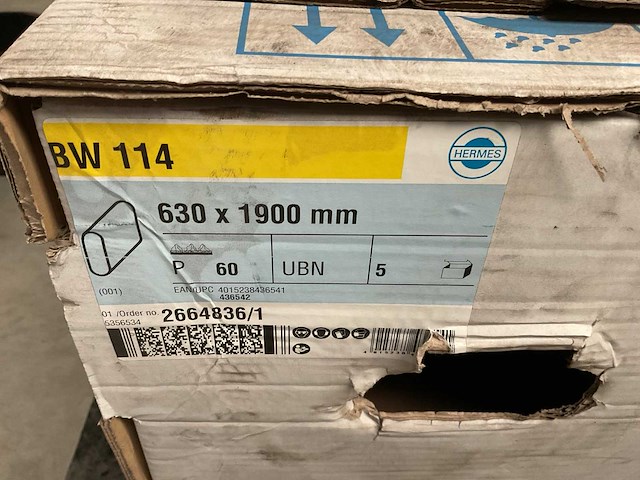 BW 114
HERMES
630 x 1900 mm
P 60 UBN 5
(001)
EAN/UPC 4015238436541
436542
01 /Order no. 2664836/1
5356534